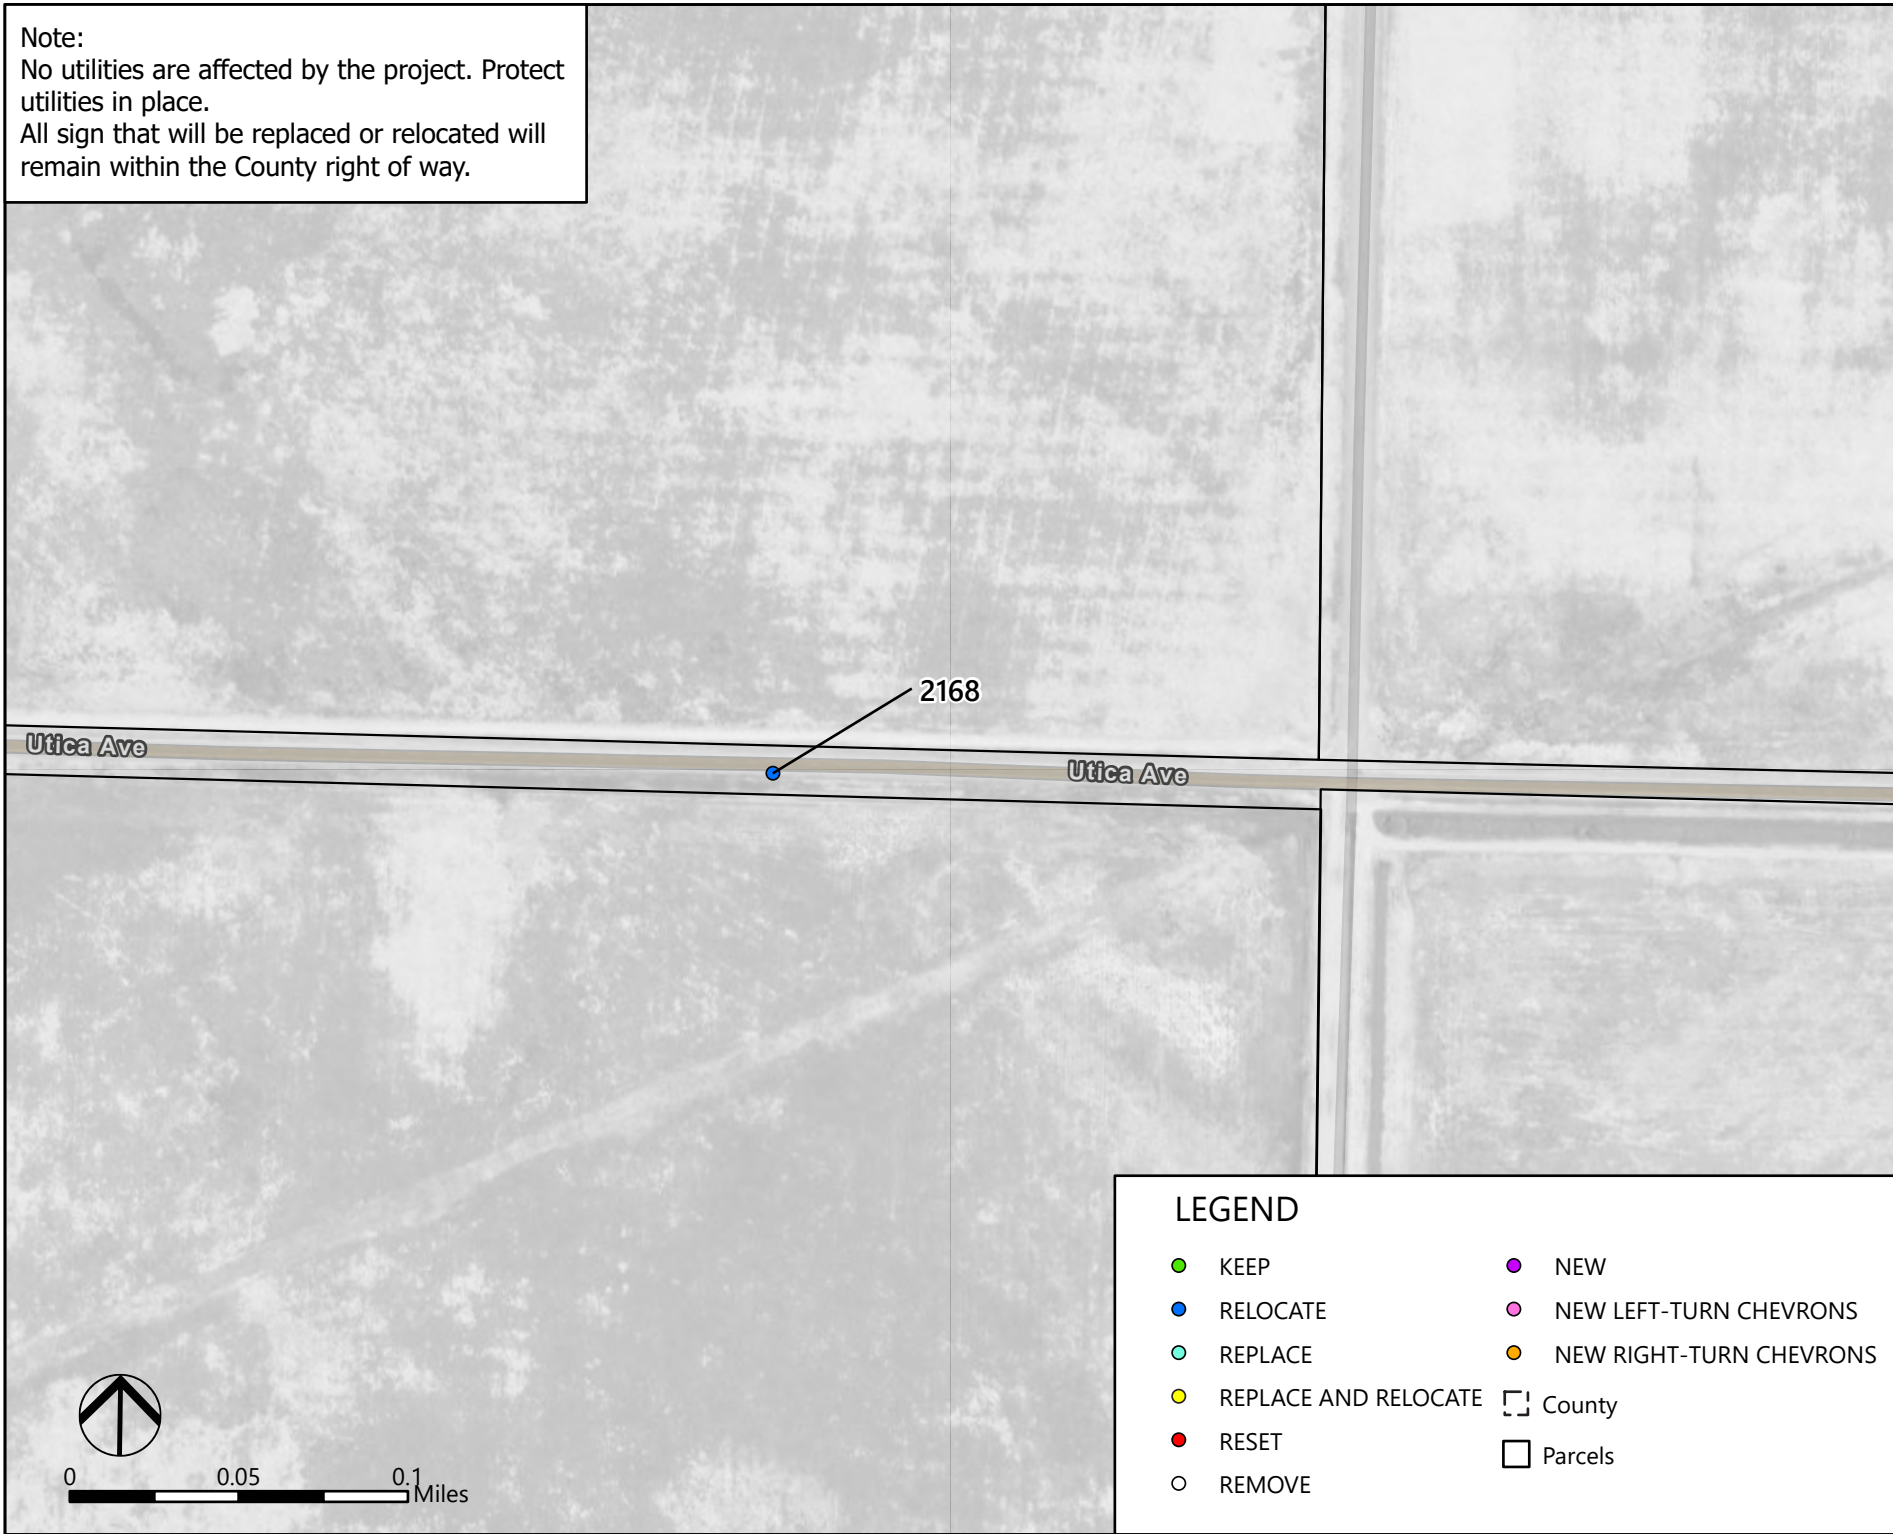 Note:
No utilities are affected by the project. Protect
utilities in place.
All sign that will be replaced or relocated will
remain within the County right of way.
2168
Utica Ave
Utica Ave
LEGEND
KEEP
RELOCATE
REPLACE
REPLACE AND RELOCATE
RESET
REMOVE
NEW
NEW LEFT-TURN CHEVRONS
NEW RIGHT-TURN CHEVRONS
County
Parcels
0 0.05 0.1
Miles